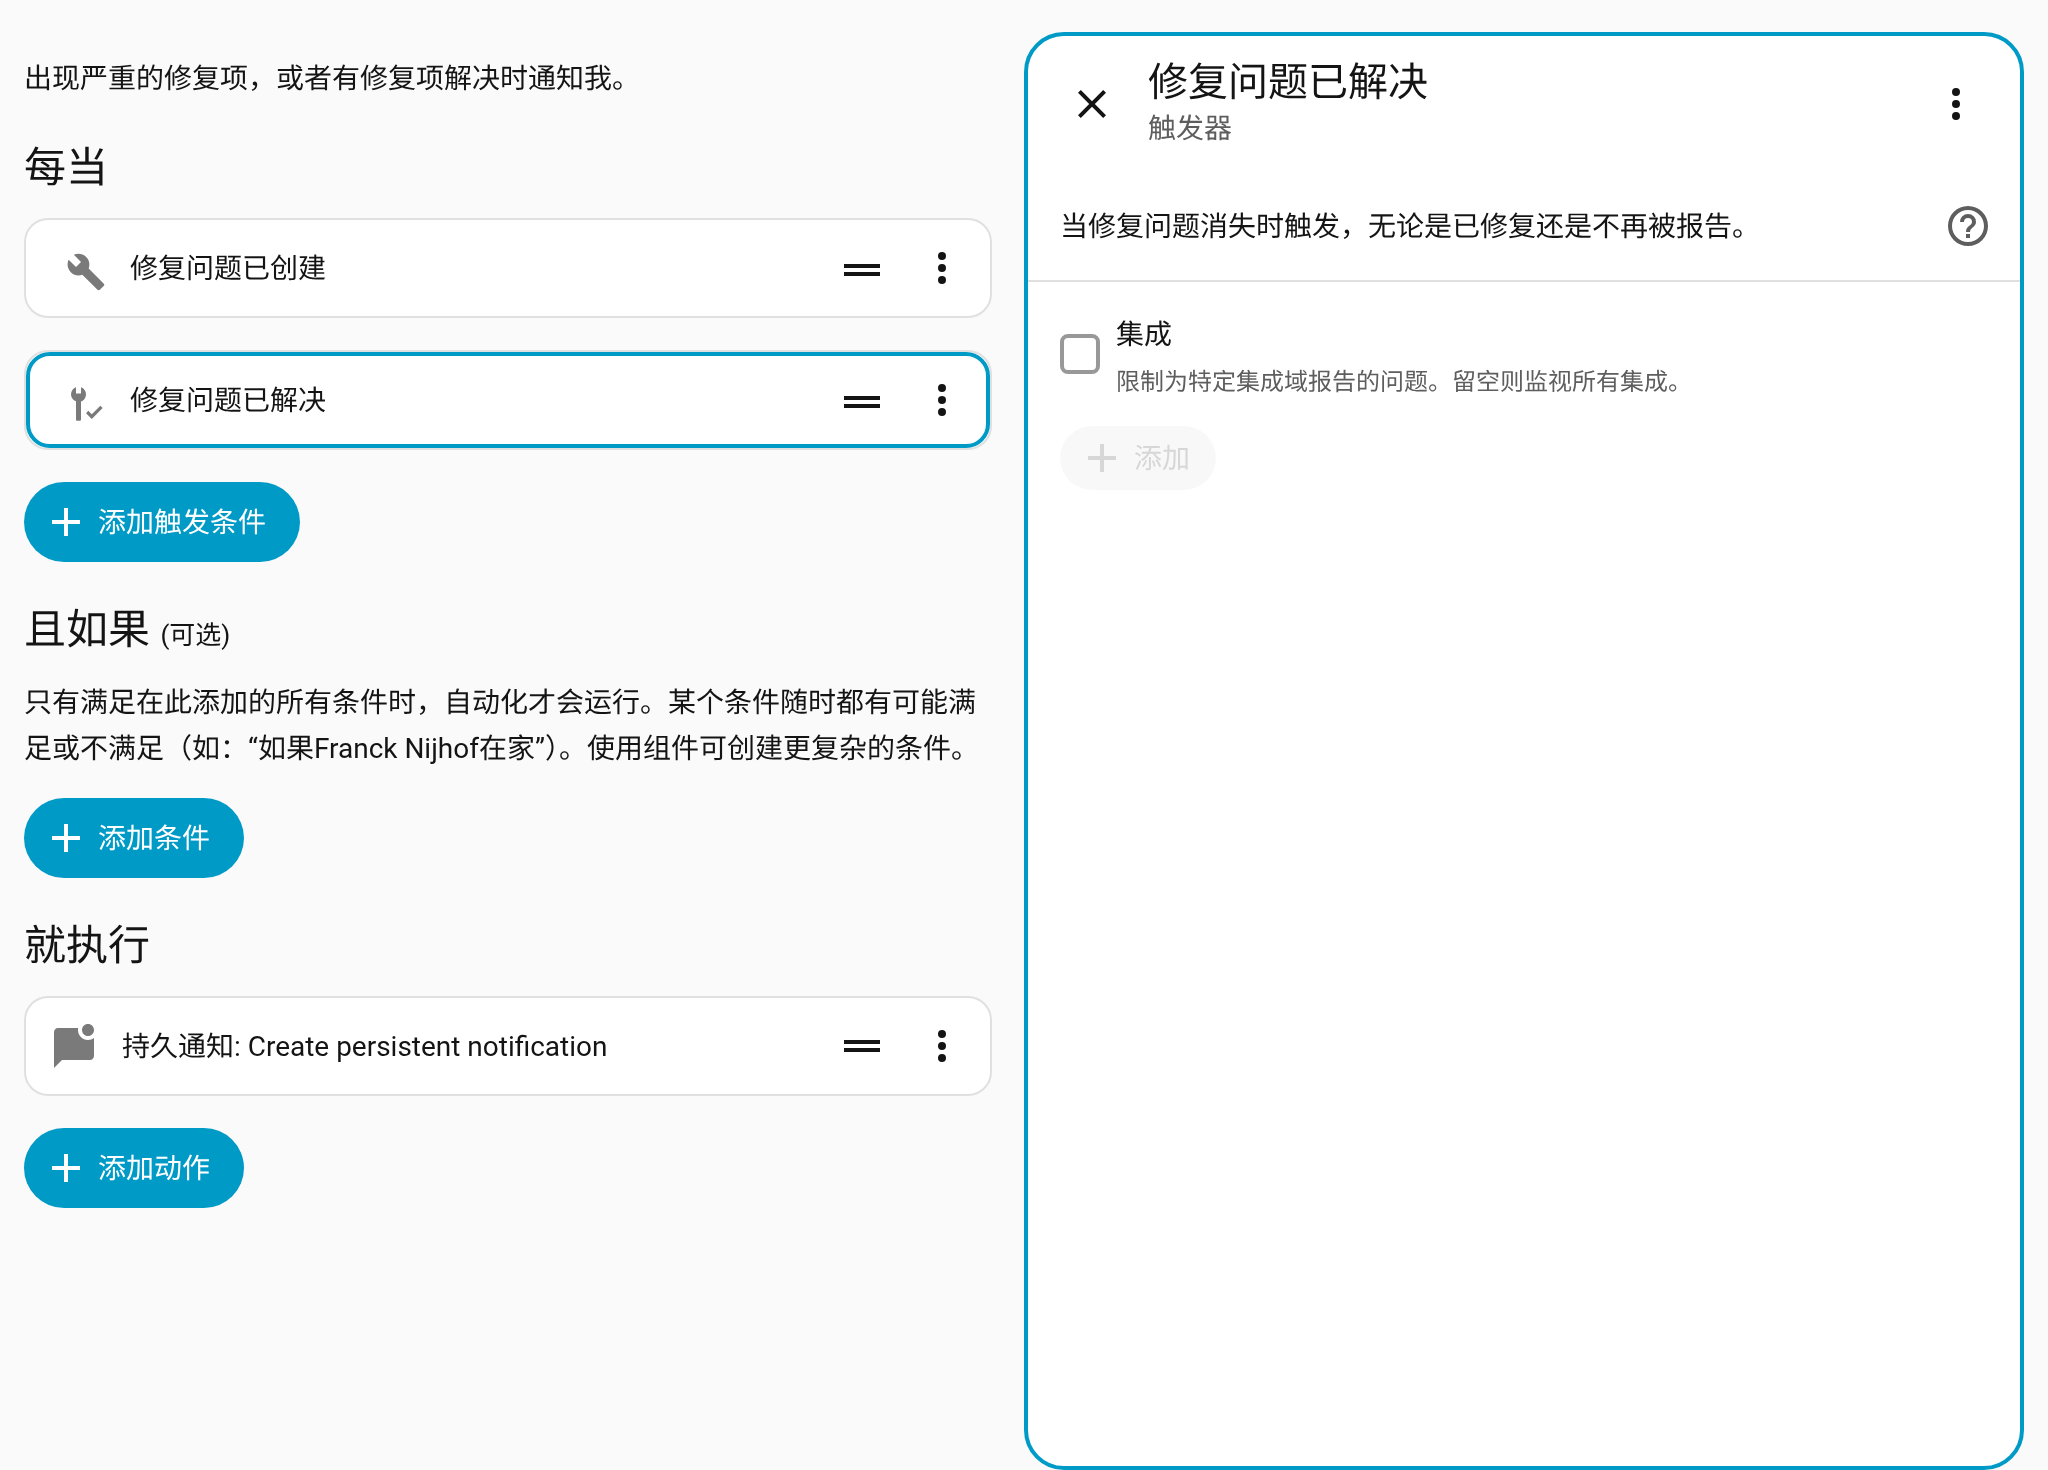 出现严重的修复项，或者有修复项解决时通知我。
每当
修复问题已创建
修复问题已解决
添加触发条件
且如果 (可选)
只有满足在此添加的所有条件时，自动化才会运行。某个条件随时都有可能满
足或不满足（如：“如果Franck Nijhof在家”）。使用组件可创建更复杂的条件。
添加条件
就执行
持久通知: Create persistent notification
添加动作
修复问题已解决
触发器
当修复问题消失时触发，无论是已修复还是不再被报告。
集成
限制为特定集成域报告的问题。留空则监视所有集成。
添加